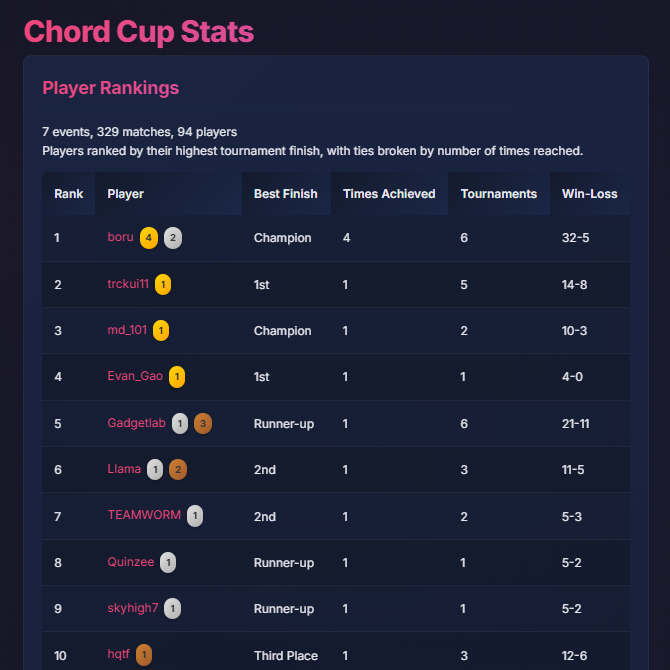 Chord Cup Stats
Player Rankings
7 events, 329 matches, 94 players
Players ranked by their highest tournament finish, with ties broken by number of times reached.
Rank Player Best Finish Times Achieved Tournaments Win-Loss
1 boru 4 2 Champion 4 6 32-5
2 trckui11 1 1st 1 5 14-8
3 md_101 1 Champion 1 2 10-3
4 Evan_Gao 1 1st 1 1 4-0
5 Gadgetlab 1 3 Runner-up 1 6 21-11
6 Llama 1 2 2nd 1 3 11-5
7 TEAMWORM 1 2nd 1 2 5-3
8 Quinzee 1 Runner-up 1 1 5-2
9 skyhigh7 1 Runner-up 1 1 5-2
10 hqtf 1 Third Place 1 3 12-6